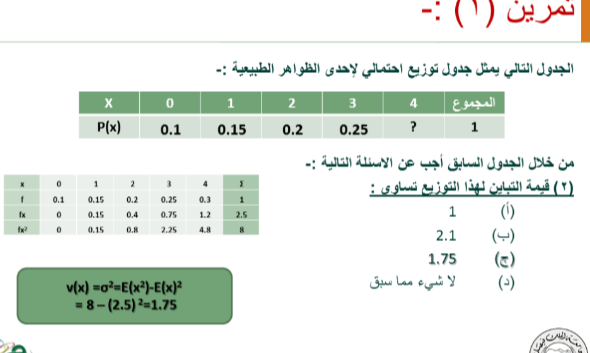 تمرين (١) :-
الجدول التالي يمثل جدول توزيع احتمالي لإحدى الظواهر الطبيعية :-
X 0 1 2 3 4 المجموع
P(x) 0.1 0.15 0.2 0.25 ? 1
من خلال الجدول السابق أجب عن الاسئلة التالية :-
(٢) قيمة التباين لهذا التوزيع تساوي :
(أ) 1
(ب) 2.1
(ج) 1.75
(د) لا شيء مما سبق
x 0 1 2 3 4 Σ
f 0.1 0.15 0.2 0.25 0.3 1
fx 0 0.15 0.4 0.75 1.2 2.5
fx² 0 0.15 0.8 2.25 4.8 8
v(x) =σ²=E(x²)-E(x)²
= 8 – (2.5) ²=1.75